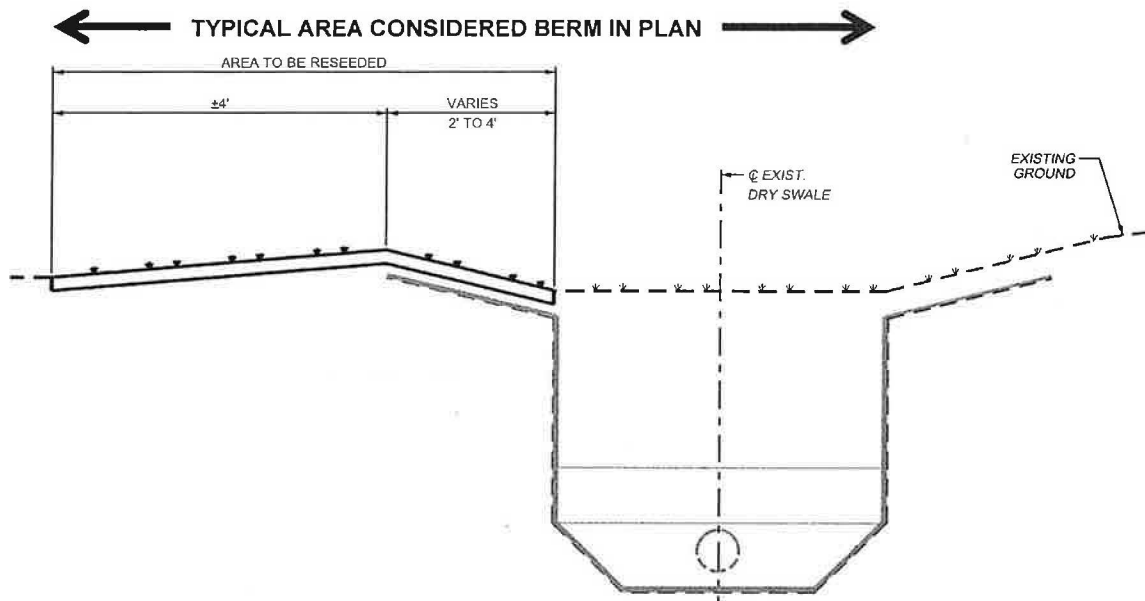 TYPICAL AREA CONSIDERED BERM IN PLAN
AREA TO BE RESEEDED
±4'
VARIES
2' TO 4'
℄ EXIST.
DRY SWALE
EXISTING
GROUND